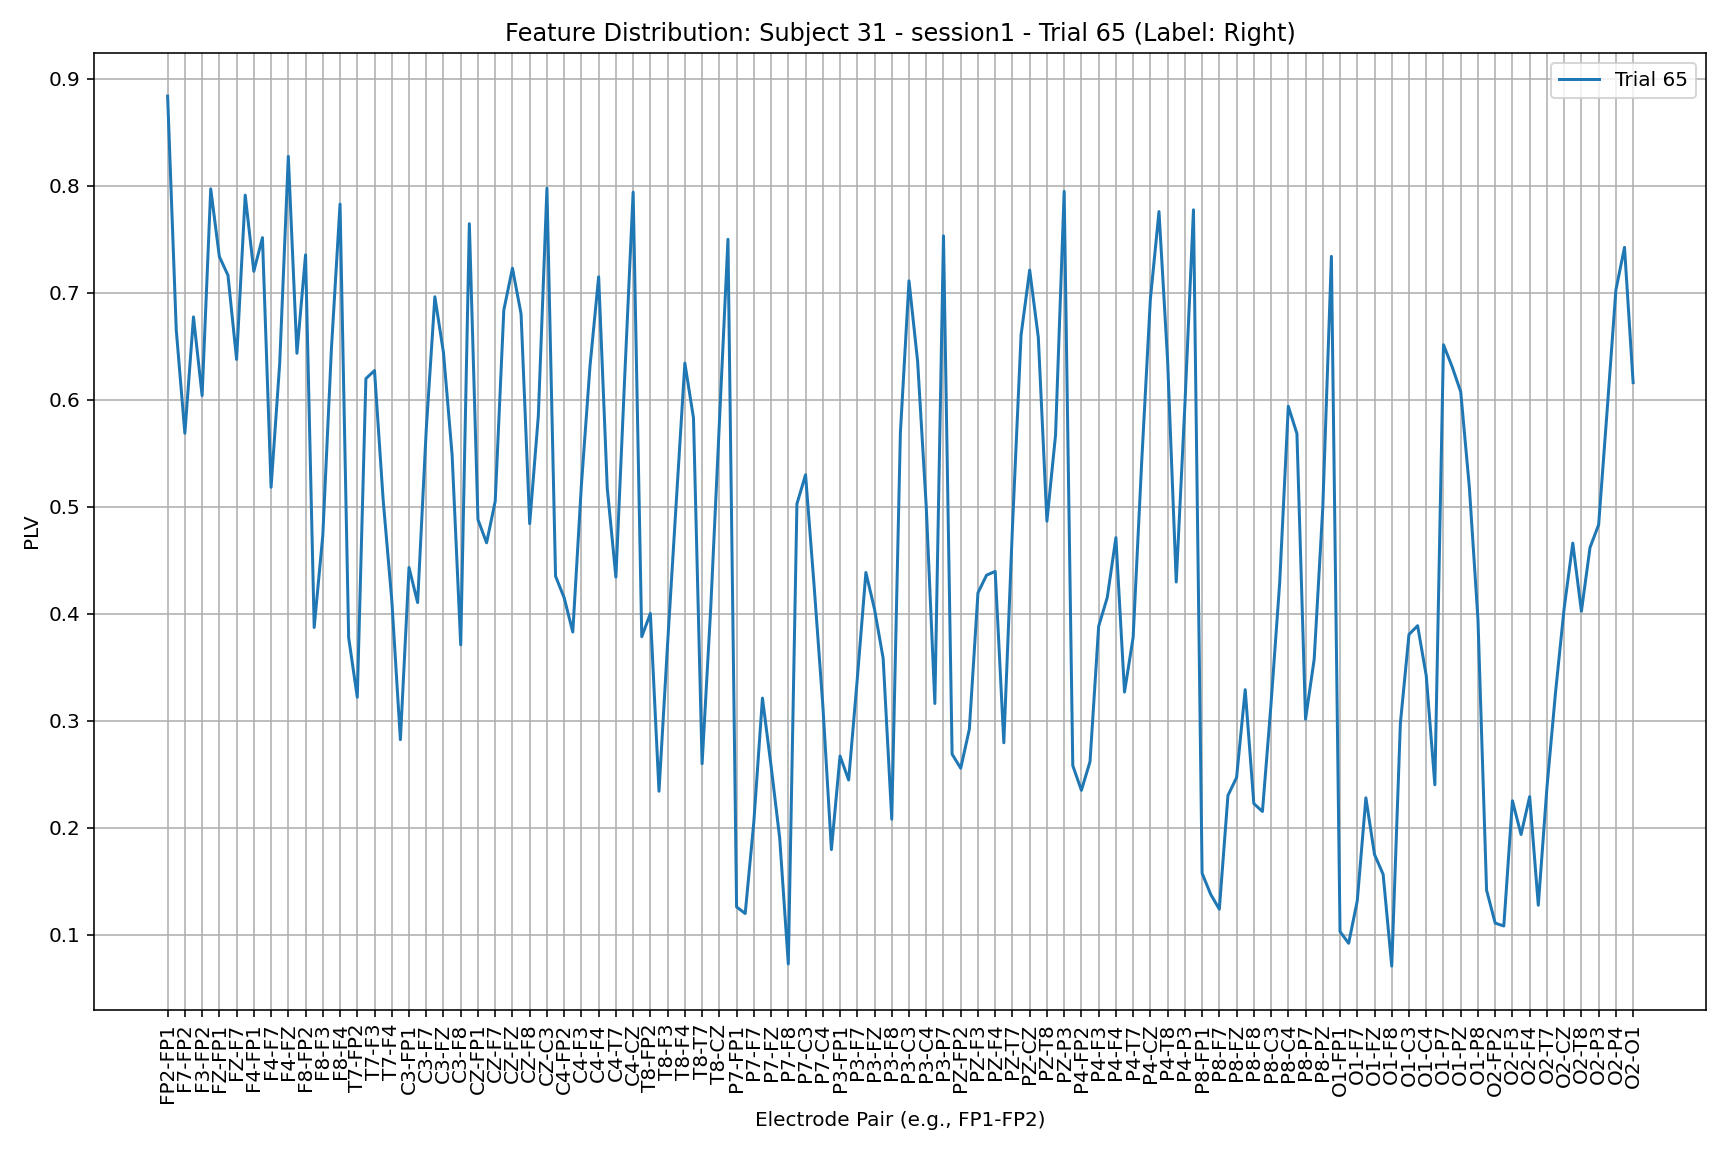 Feature Distribution: Subject 31 - session1 - Trial 65 (Label: Right)
Trial 65
PLV
0.9
0.8
0.7
0.6
0.5
0.4
0.3
0.2
0.1
FP2-FP1
F7-FP2
F3-FP2
FZ-FP1
FZ-F7
F4-FP1
F4-F7
F4-FZ
F8-FP2
F8-F3
F8-F4
T7-FP2
T7-F3
T7-F4
C3-FP1
C3-F7
C3-FZ
C3-F8
CZ-FP1
CZ-F7
CZ-FZ
CZ-F8
CZ-C3
C4-FP2
C4-F3
C4-F4
C4-T7
C4-CZ
T8-FP2
T8-F3
T8-F4
T8-T7
T8-CZ
P7-FP1
P7-F7
P7-FZ
P7-F8
P7-C3
P7-C4
P3-FP1
P3-F7
P3-FZ
P3-F8
P3-C3
P3-C4
P3-P7
PZ-FP2
PZ-F3
PZ-F4
PZ-T7
PZ-CZ
PZ-T8
PZ-P3
P4-FP2
P4-F3
P4-F4
P4-T7
P4-CZ
P4-T8
P4-P3
P8-FP1
P8-F7
P8-FZ
P8-F8
P8-C3
P8-C4
P8-P7
P8-PZ
O1-FP1
O1-F7
O1-FZ
O1-F8
O1-C3
O1-C4
O1-P7
O1-PZ
O1-P8
O2-FP2
O2-F3
O2-F4
O2-T7
O2-CZ
O2-T8
O2-P3
O2-P4
O2-O1
Electrode Pair (e.g., FP1-FP2)